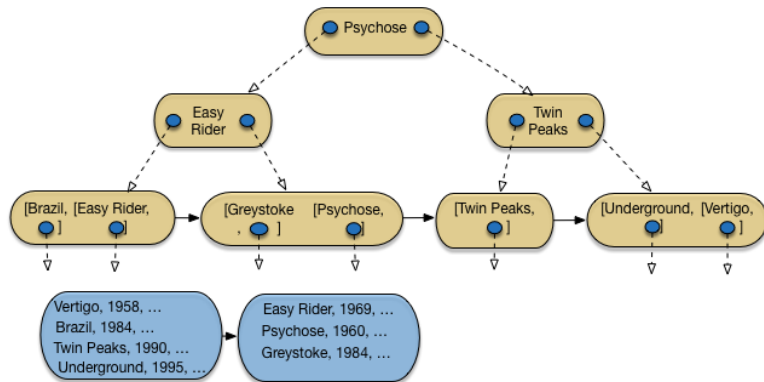 Psychose
Easy
Rider
Twin
Peaks
[Brazil, [Easy Rider,
] ]
[Greystoke [Psychose,
, ] ]
[Twin Peaks,
]
[Underground, [Vertigo,
] ]
Vertigo, 1958, ...
Brazil, 1984, ...
Twin Peaks, 1990, ...
Underground, 1995, ...
Easy Rider, 1969, ...
Psychose, 1960, ...
Greystoke, 1984, ...